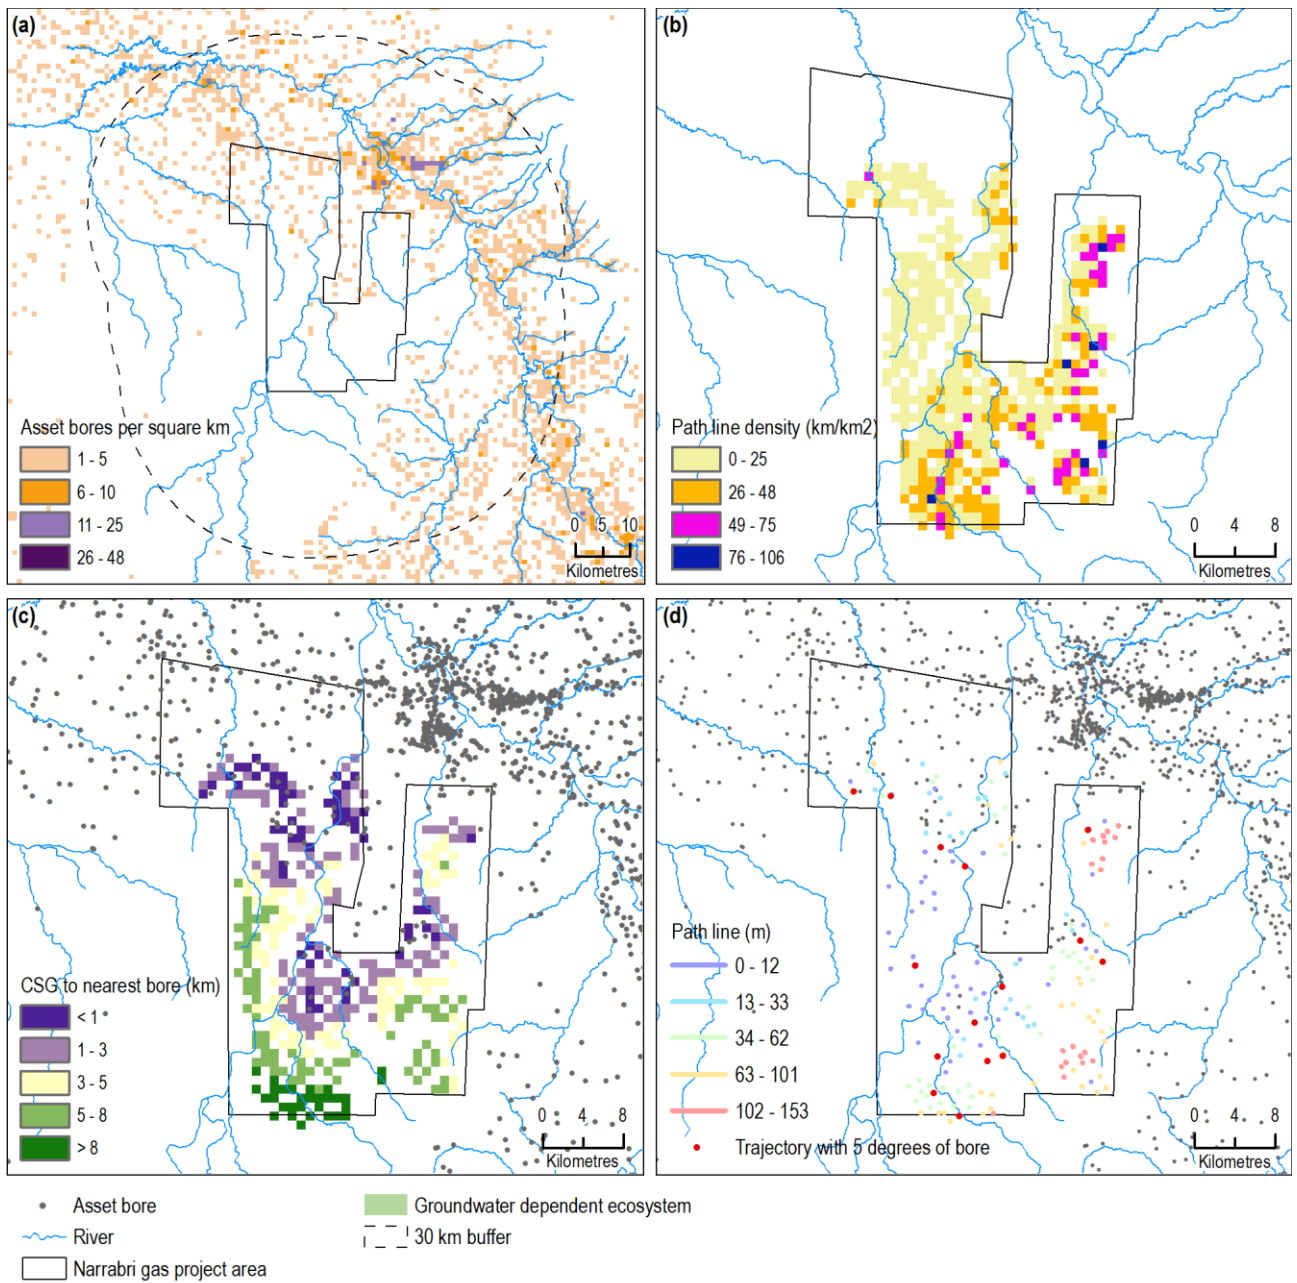 (a)
Asset bores per square km
1 - 5
6 - 10
11 - 25
26 - 48
0 5 10
Kilometres
(b)
Path line density (km/km2)
0 - 25
26 - 48
49 - 75
76 - 106
0 4 8
Kilometres
(c)
CSG to nearest bore (km)
< 1
1 - 3
3 - 5
5 - 8
> 8
0 4 8
Kilometres
(d)
Path line (m)
0 - 12
13 - 33
34 - 62
63 - 101
102 - 153
Trajectory with 5 degrees of bore
0 4 8
Kilometres
Asset bore
River
Narrabri gas project area
Groundwater dependent ecosystem
30 km buffer